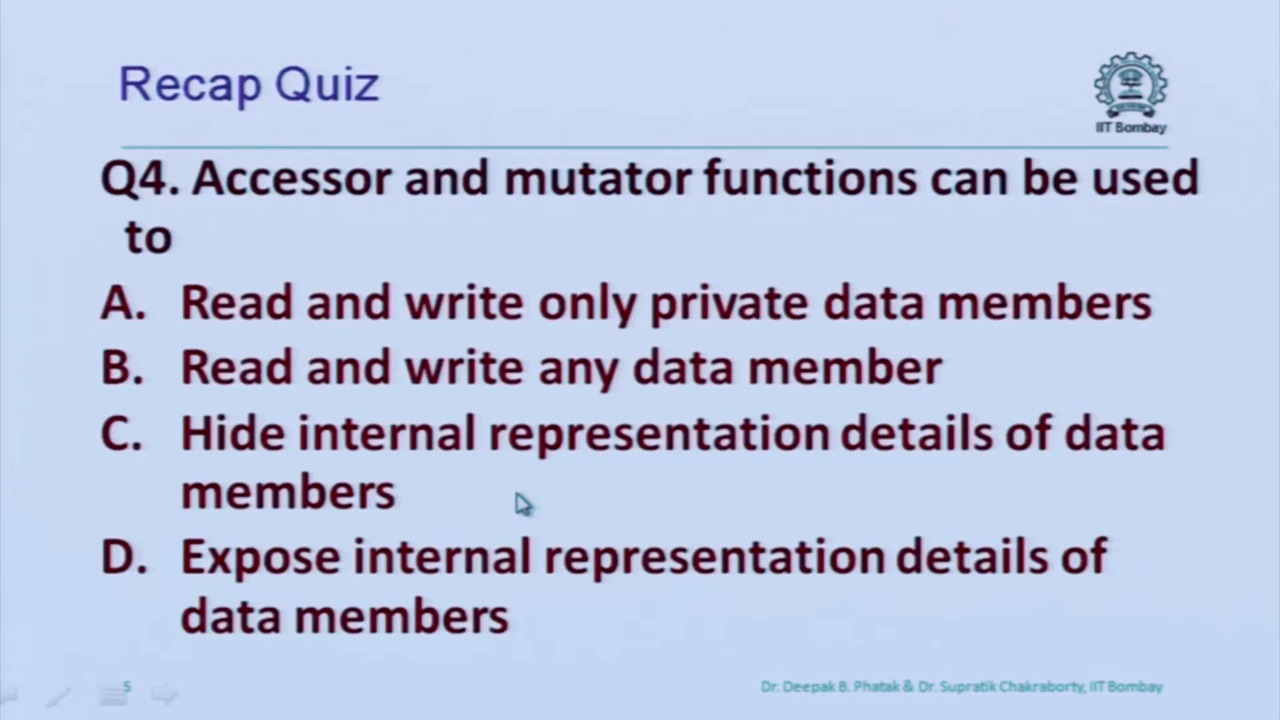 Recap Quiz
IIT Bombay
Q4. Accessor and mutator functions can be used
to
A. Read and write only private data members
B. Read and write any data member
C. Hide internal representation details of data
members
D. Expose internal representation details of
data members
5
Dr. Deepak B. Phatak & Dr. Supratik Chakraborty, IIT Bombay